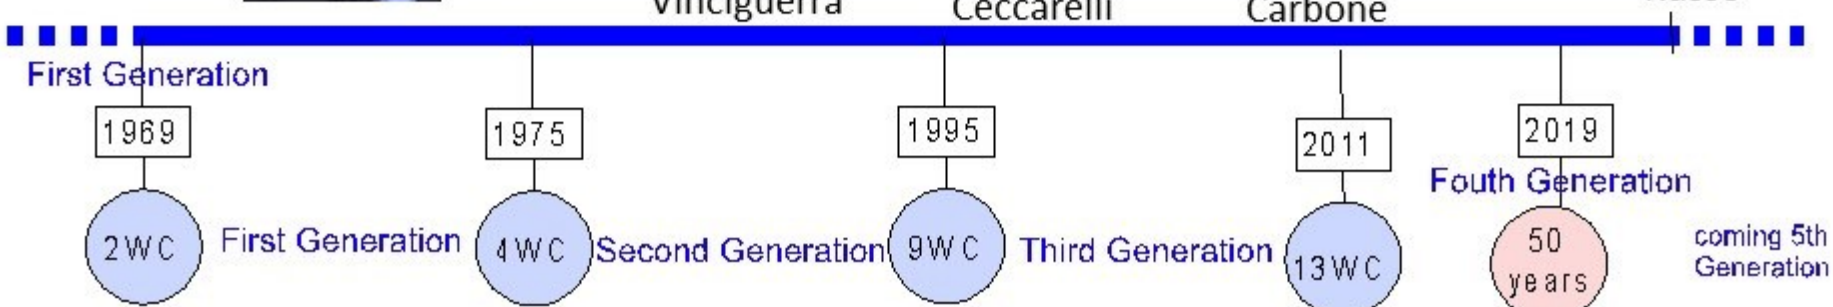 Vinciguerra
Ceccarelli
Carbone
First Generation
1969
1975
1995
2011
2019
Fouth Generation
2WC
First Generation
4WC
Second Generation
9WC
Third Generation
13WC
50
years
coming 5th
Generation